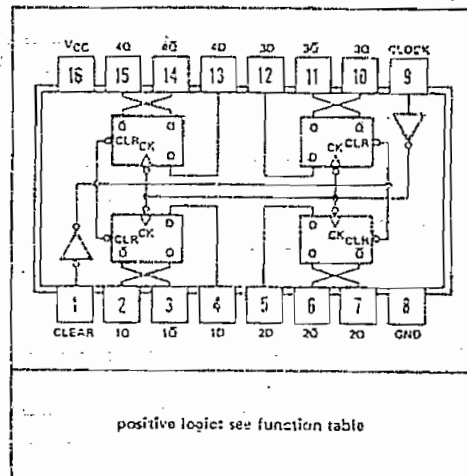 VCC 4Q 4Q̅ 4D 3D 3Q̅ 3Q CLOCK
16 15 14 13 12 11 10 9
Q̅ Q Q Q̅
CLR CK D D CK CLR
CLR CK D D CK CLR
Q̅ Q Q Q̅
1 2 3 4 5 6 7 8
CLEAR 1Q 1Q̅ 1D 2D 2Q̅ 2Q GND
positive logic: see function table